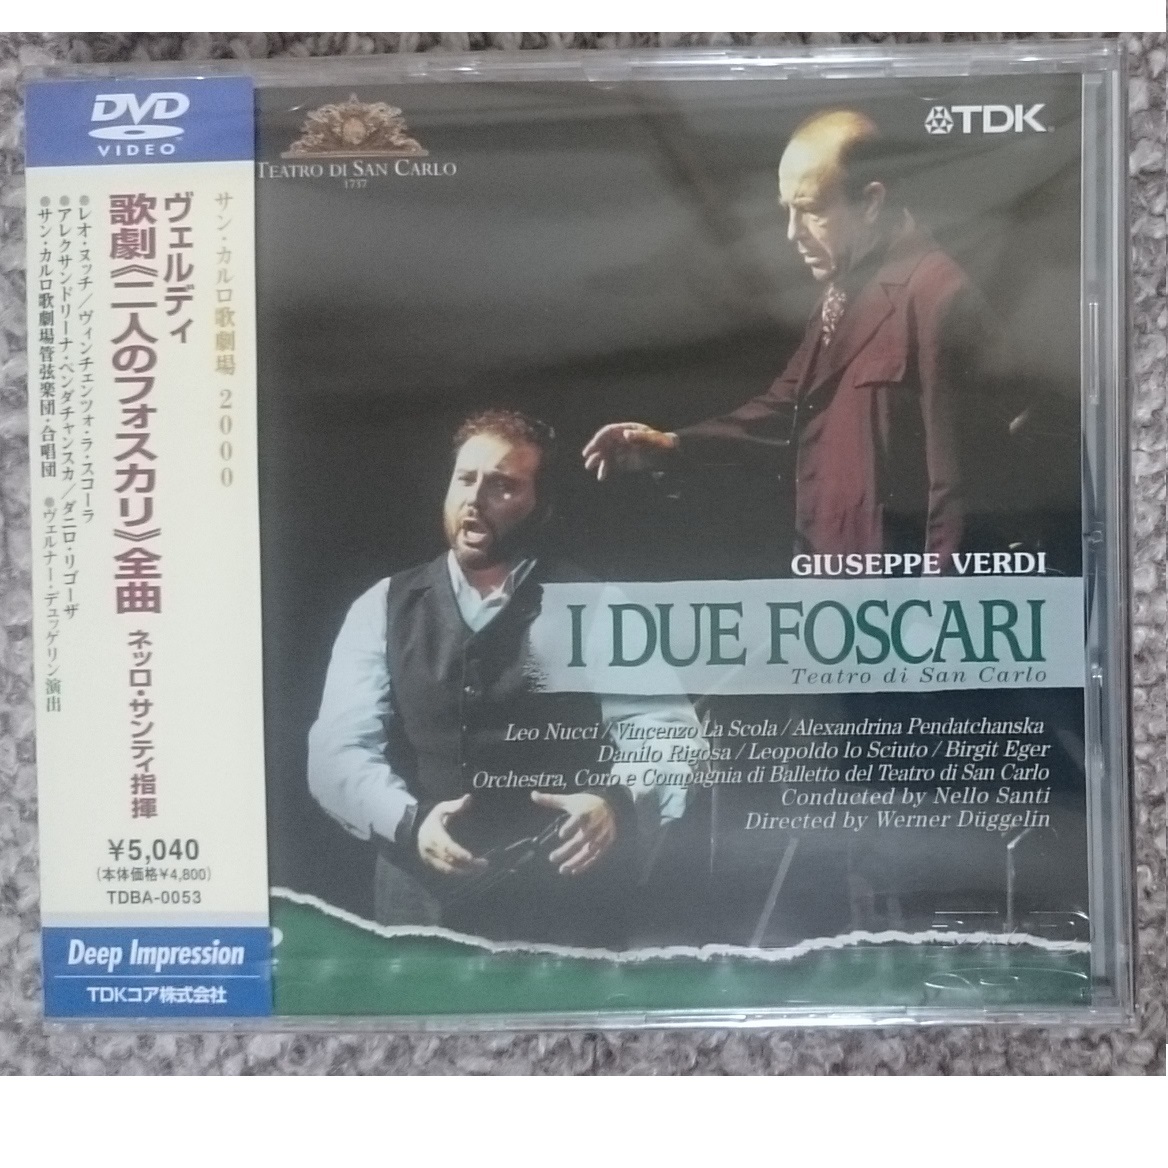 DVD
VIDEO
サン・カルロ歌劇場 2000
ヴェルディ
歌劇《二人のフォスカリ》全曲 ネッロ・サンティ指揮
●レオ・ヌッチ/ヴィンチェンツォ・ラ・スコーラ
●アレクサンドリーナ・ペンダチャンスカ/ダニロ・リゴーザ
●サン・カルロ歌劇場管弦楽団・合唱団 ●ヴェルナー・デュッゲリン演出
¥5,040
(本体価格¥4,800)
TDBA-0053
Deep Impression
TDKコア株式会社
TEATRO DI SAN CARLO
1737
TDK
GIUSEPPE VERDI
I DUE FOSCARI
Teatro di San Carlo
Leo Nucci / Vincenzo La Scola / Alexandrina Pendatchanska
Danilo Rigosa / Leopoldo lo Sciuto / Birgit Eger
Orchestra, Coro e Compagnia di Balletto del Teatro di San Carlo
Conducted by Nello Santi
Directed by Werner Düggelin